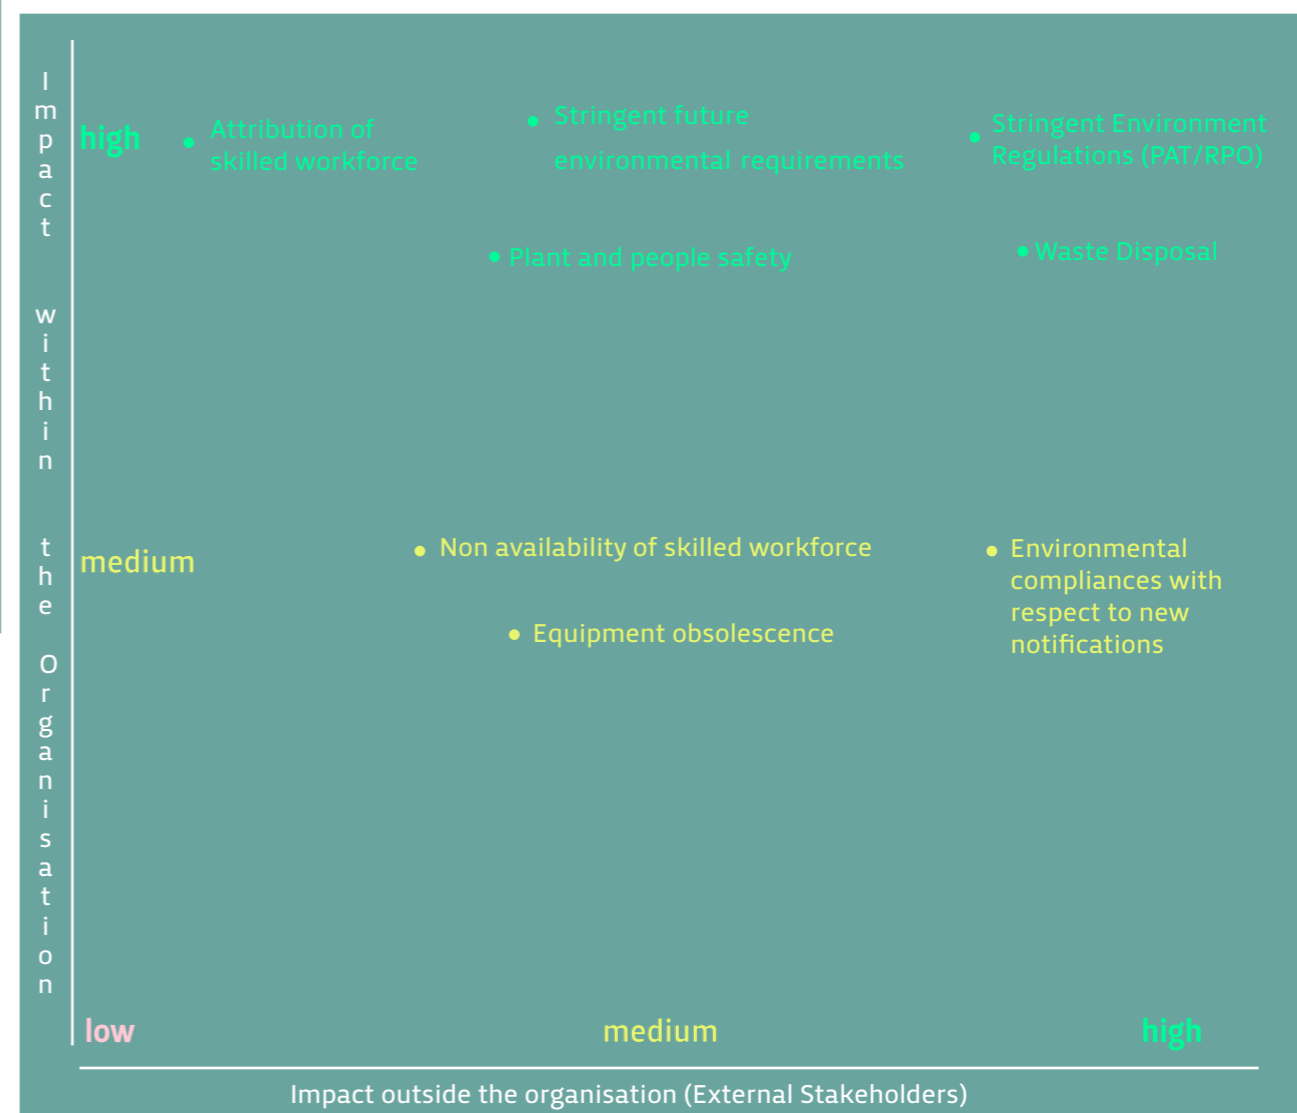 Impact within the Organisation
high
Attribution of
skilled workforce
Stringent future
environmental requirements
Stringent Environment
Regulations (PAT/RPO)
Plant and people safety
Waste Disposal
medium
Non availability of skilled workforce
Environmental
compliances with
respect to new
notifications
Equipment obsolescence
low
medium
high
Impact outside the organisation (External Stakeholders)